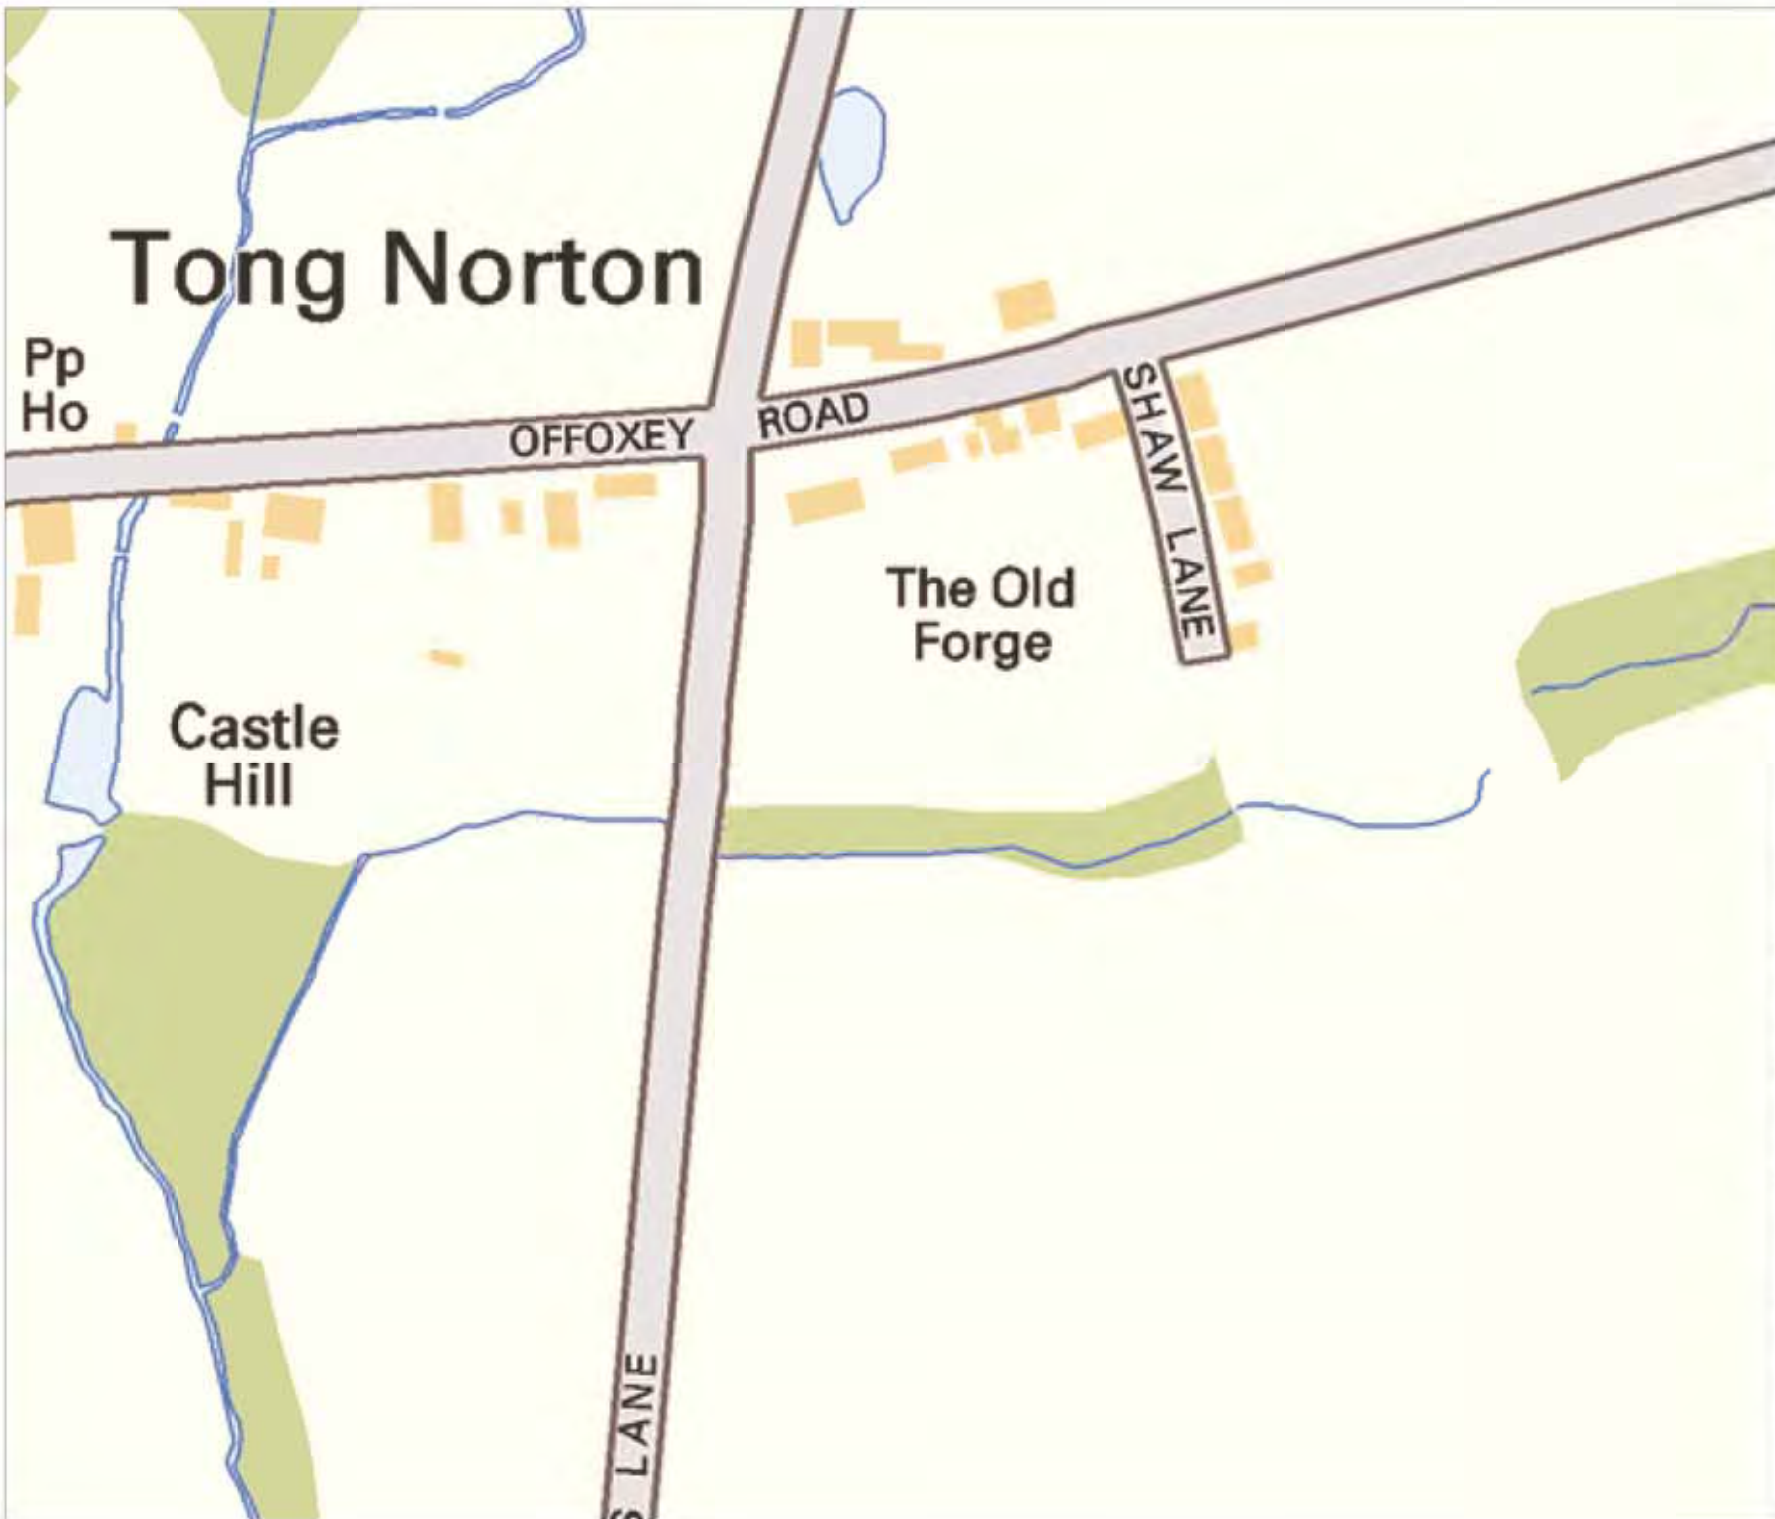 Tong Norton
Pp
Ho
OFFOXEY ROAD
SHAW LANE
The Old
Forge
Castle
Hill
LANE